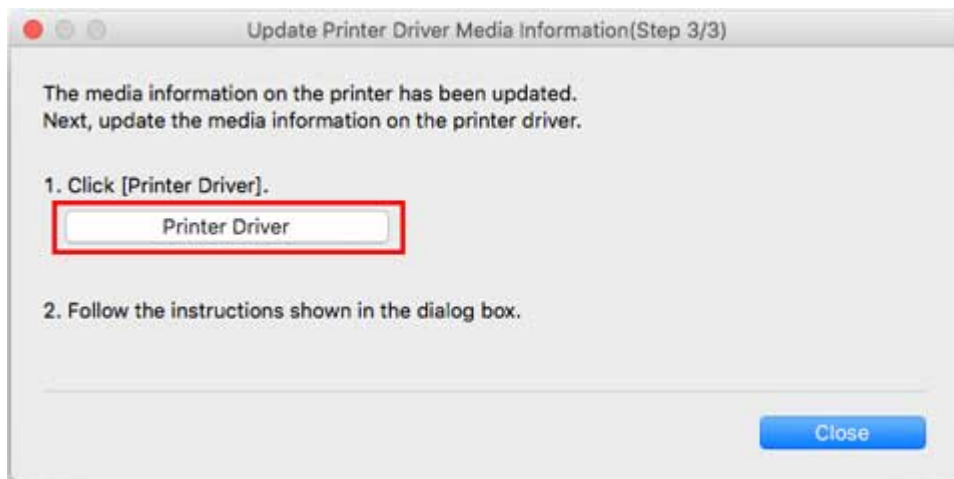 Update Printer Driver Media Information(Step 3/3)
The media information on the printer has been updated.
Next, update the media information on the printer driver.
1. Click [Printer Driver].
Printer Driver
2. Follow the instructions shown in the dialog box.
Close